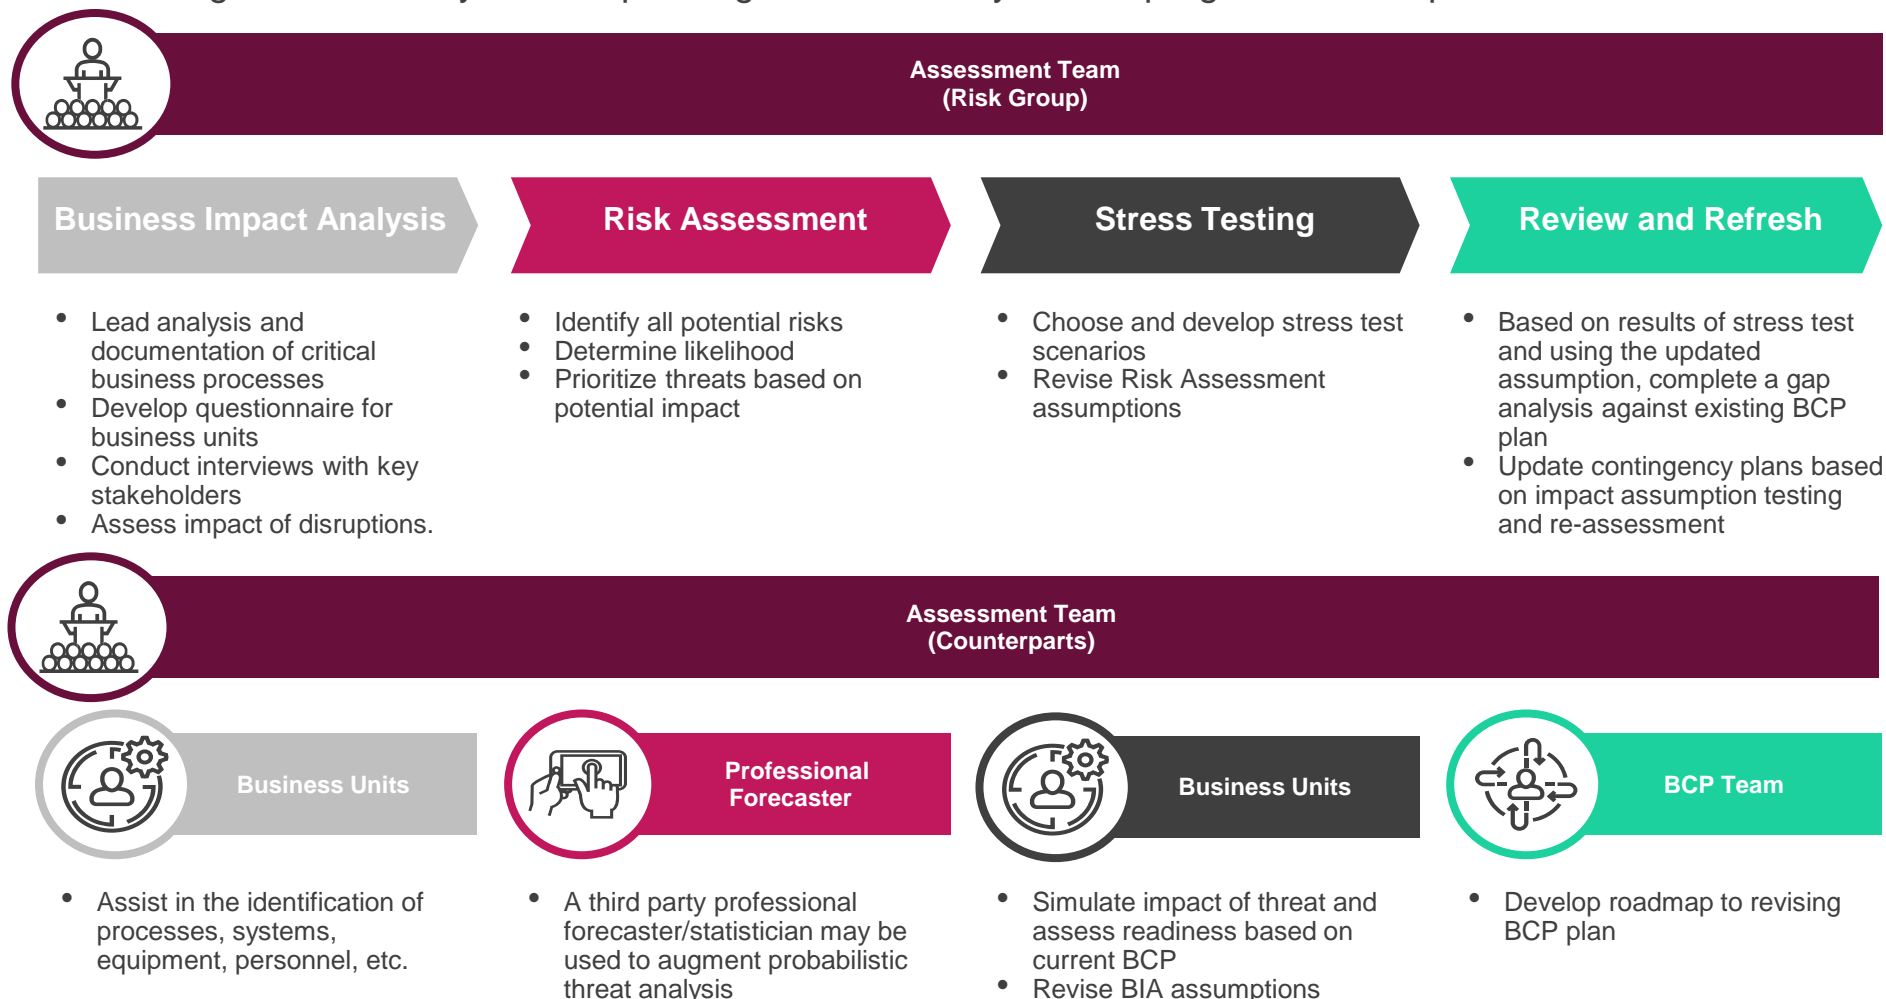 Assessment Team
(Risk Group)
Business Impact Analysis
Risk Assessment
Stress Testing
Review and Refresh
• Lead analysis and
documentation of critical
business processes
• Develop questionnaire for
business units
• Conduct interviews with key
stakeholders
• Assess impact of disruptions.
• Identify all potential risks
• Determine likelihood
• Prioritize threats based on
potential impact
• Choose and develop stress test
scenarios
• Revise Risk Assessment
assumptions
• Based on results of stress test
and using the updated
assumption, complete a gap
analysis against existing BCP
plan
• Update contingency plans based
on impact assumption testing
and re-assessment
Assessment Team
(Counterparts)
Business Units
Professional
Forecaster
Business Units
BCP Team
• Assist in the identification of
processes, systems,
equipment, personnel, etc.
• A third party professional
forecaster/statistician may be
used to augment probabilistic
threat analysis
• Simulate impact of threat and
assess readiness based on
current BCP
• Revise BIA assumptions
• Develop roadmap to revising
BCP plan